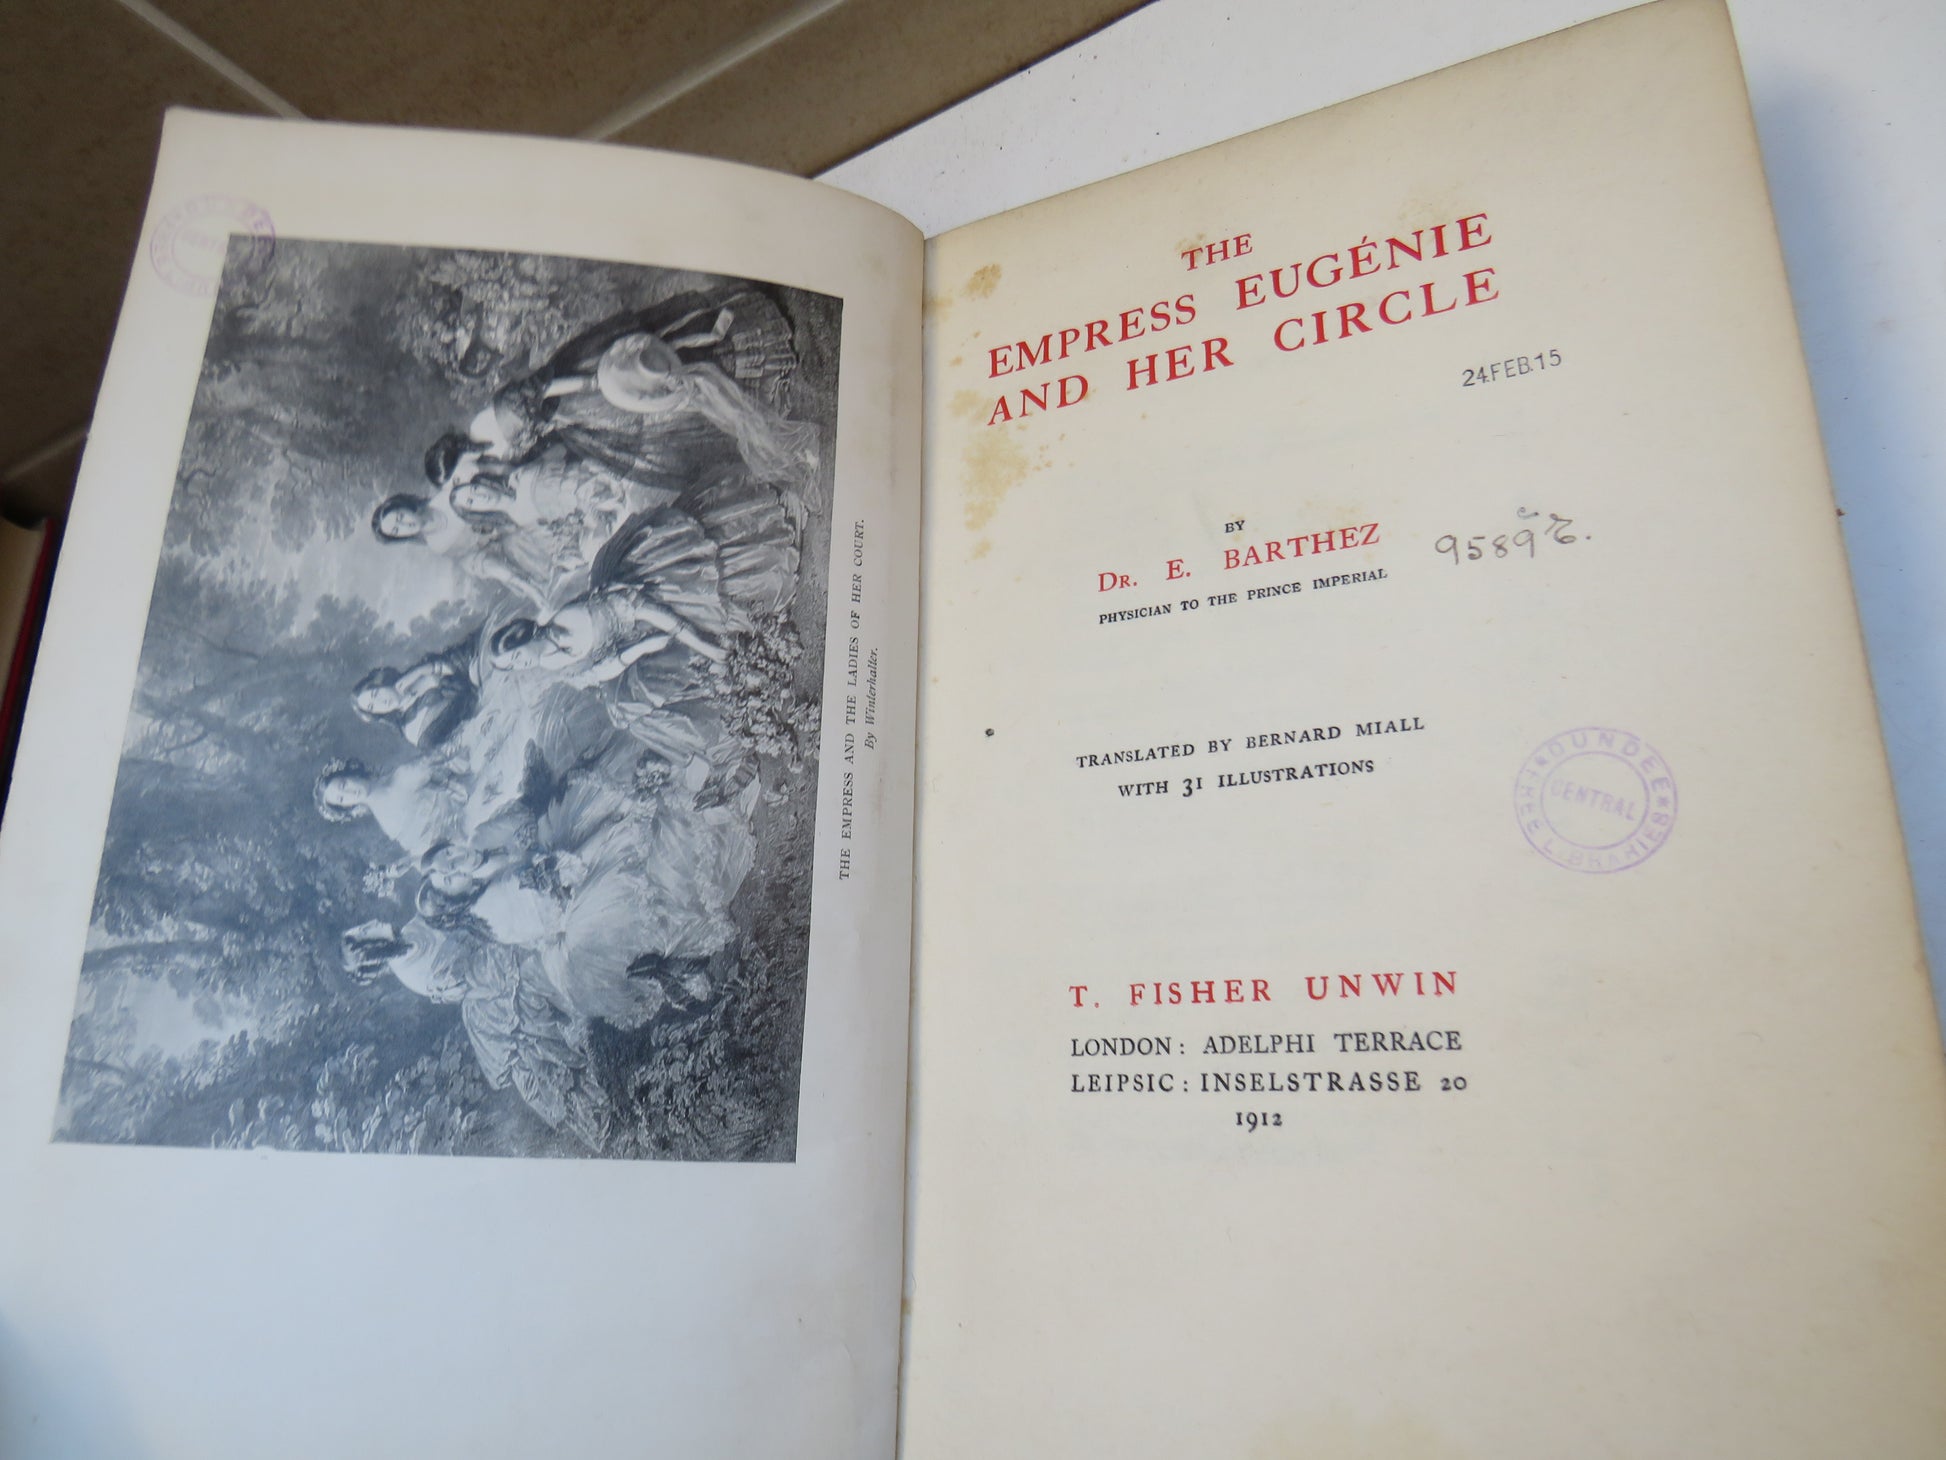 THE EMPRESS AND THE LADIES OF HER COURT.
By Winterhalter.
THE
EMPRESS EUGÉNIE
AND HER CIRCLE
24.FEB.15
BY
DR. E. BARTHEZ
PHYSICIAN TO THE PRINCE IMPERIAL
TRANSLATED BY BERNARD MIALL
WITH 31 ILLUSTRATIONS
DUNDEE
CENTRAL
FREE LIBRARIES
T. FISHER UNWIN
LONDON: ADELPHI TERRACE
LEIPSIC: INSELSTRASSE 20
1912